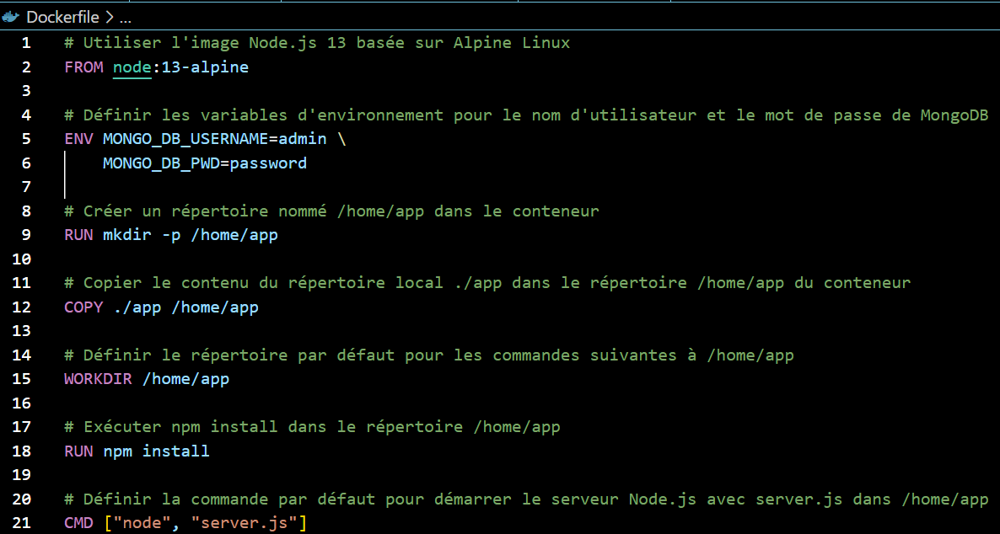 Dockerfile > ...
1 # Utiliser l'image Node.js 13 basée sur Alpine Linux
2 FROM node:13-alpine
3
4 # Définir les variables d'environnement pour le nom d'utilisateur et le mot de passe de MongoDB
5 ENV MONGO_DB_USERNAME=admin \
6     MONGO_DB_PWD=password
7
8 # Créer un répertoire nommé /home/app dans le conteneur
9 RUN mkdir -p /home/app
10
11 # Copier le contenu du répertoire local ./app dans le répertoire /home/app du conteneur
12 COPY ./app /home/app
13
14 # Définir le répertoire par défaut pour les commandes suivantes à /home/app
15 WORKDIR /home/app
16
17 # Exécuter npm install dans le répertoire /home/app
18 RUN npm install
19
20 # Définir la commande par défaut pour démarrer le serveur Node.js avec server.js dans /home/app
21 CMD ["node", "server.js"]